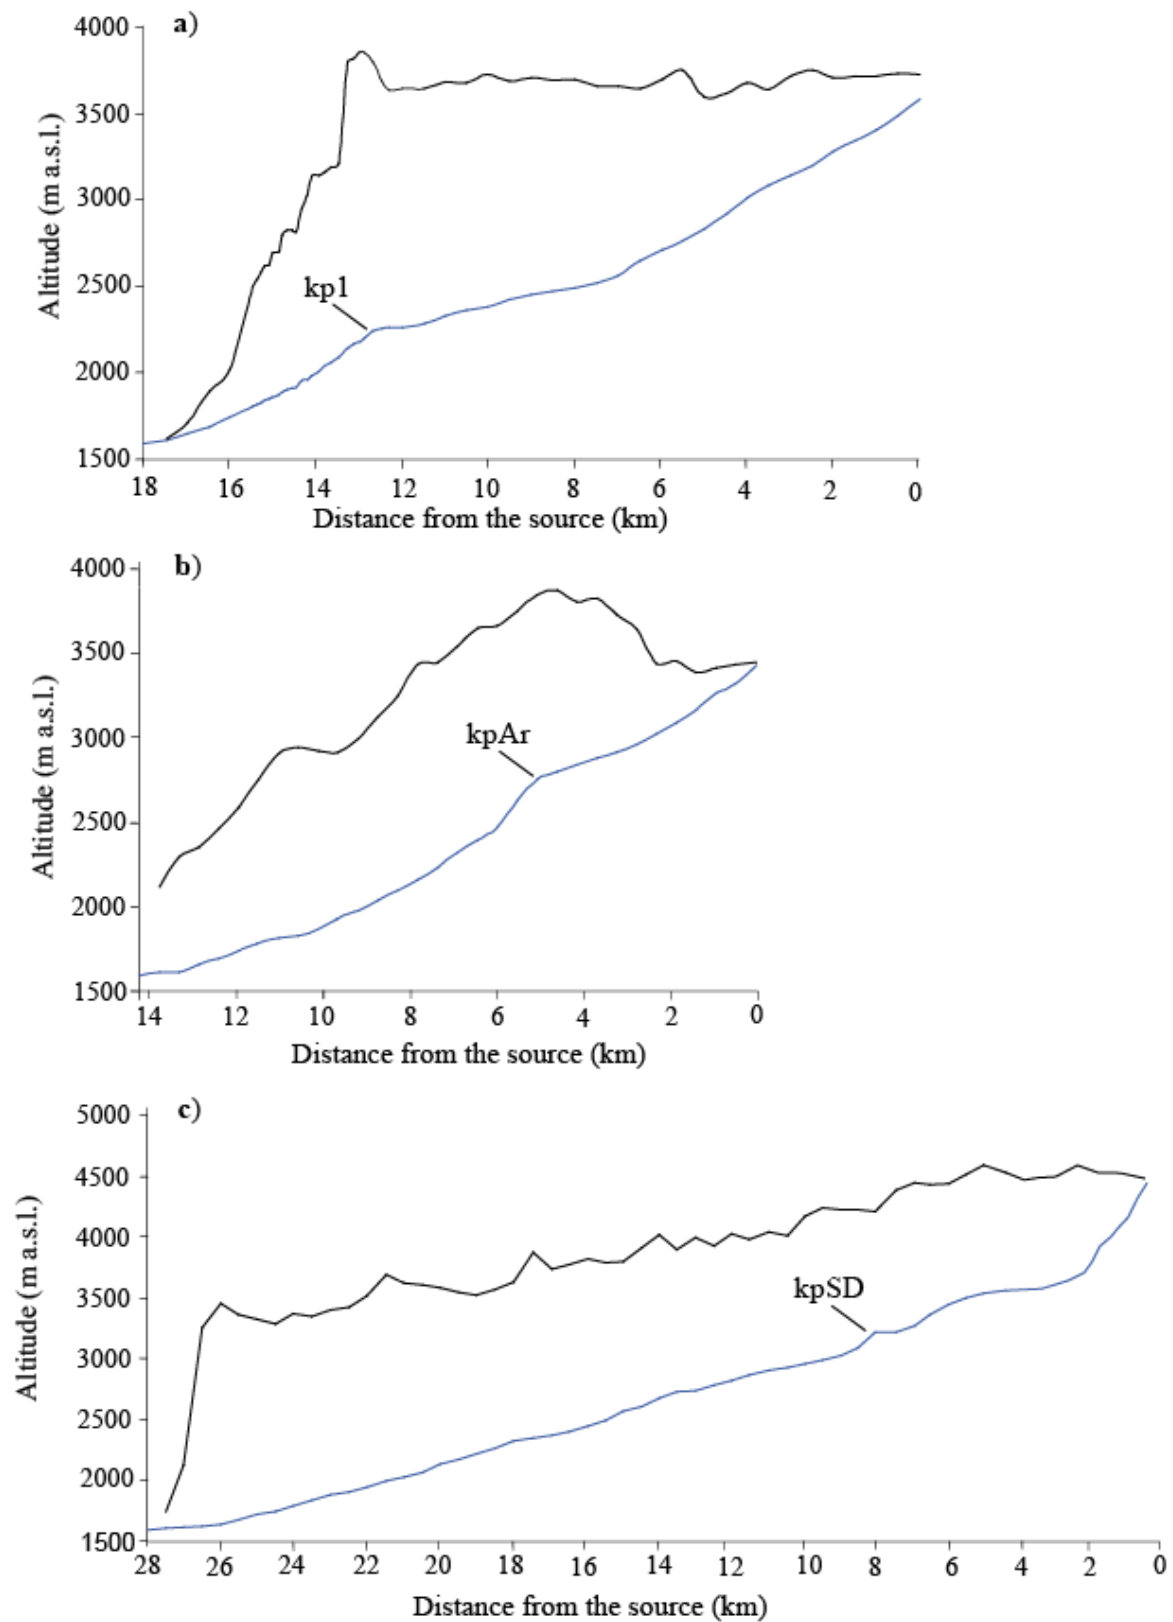 a)
4000
3500
3000
2500
2000
1500
Altitude (m a.s.l.)
kp1
18 16 14 12 10 8 6 4 2 0
Distance from the source (km)
b)
4000
3500
3000
2500
2000
1500
Altitude (m a.s.l.)
kpAr
14 12 10 8 6 4 2 0
Distance from the source (km)
c)
5000
4500
4000
3500
3000
2500
2000
1500
Altitude (m a.s.l.)
kpSD
28 26 24 22 20 18 16 14 12 10 8 6 4 2 0
Distance from the source (km)